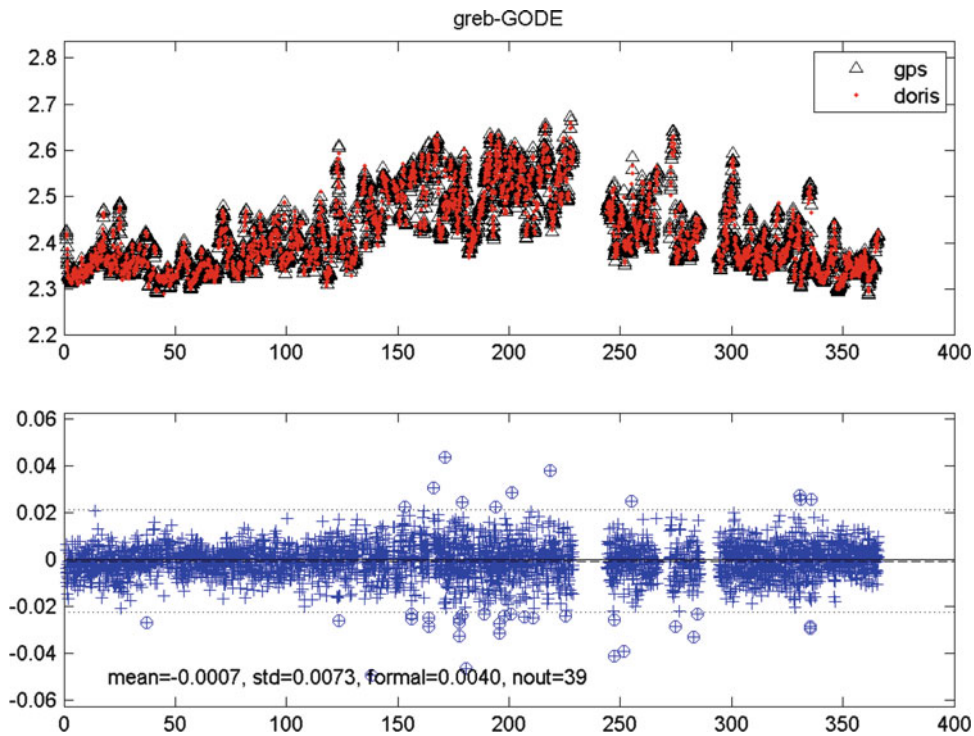 greb-GODE
2.8
2.7
2.6
2.5
2.4
2.3
2.2
gps
doris
0 50 100 150 200 250 300 350 400
0.06
0.04
0.02
0
-0.02
-0.04
-0.06
mean=-0.0007, std=0.0073, formal=0.0040, nout=39
0 50 100 150 200 250 300 350 400